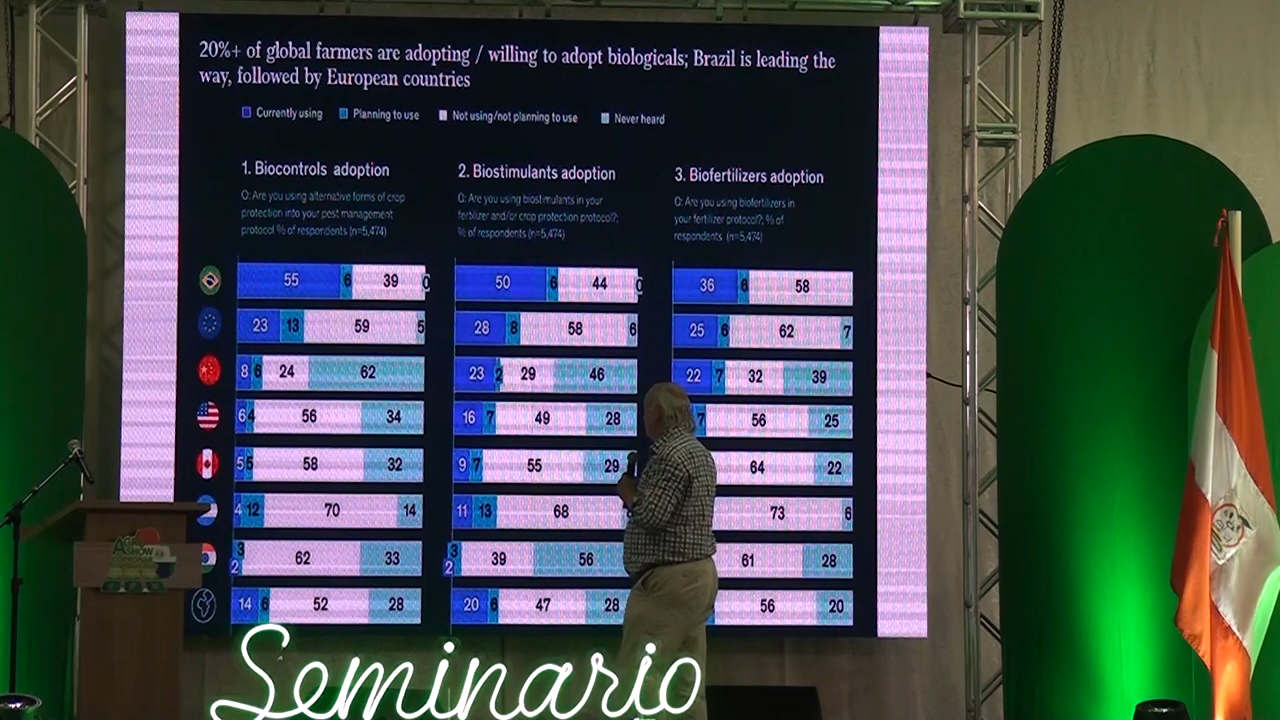 20%+ of global farmers are adopting / willing to adopt biologicals; Brazil is leading the
way, followed by European countries
Currently using Planning to use Not using/not planning to use Never heard
1. Biocontrols adoption
Q: Are you using alternative forms of crop
protection into your pest management
protocol % of respondents (n=5,474)
2. Biostimulants adoption
Q: Are you using biostimulants in your
fertilizer and/or crop protection protocol?;
% of respondents (n=5,474)
3. Biofertilizers adoption
Q: Are you using biofertilizers in
your fertilizer protocol?; % of
respondents (n=5,474)
55 6 39 0 50 6 44 0 36 6 58
23 13 59 5 28 8 58 6 25 6 62 7
8 6 24 62 23 2 29 46 22 7 32 39
6 4 56 34 16 7 49 28 7 56 25
5 5 58 32 9 7 55 29 64 22
4 12 70 14 11 13 68 73 6
3 2 62 33 3 2 39 56 61 28
14 6 52 28 20 6 47 28 56 20
SHOW
Seminario